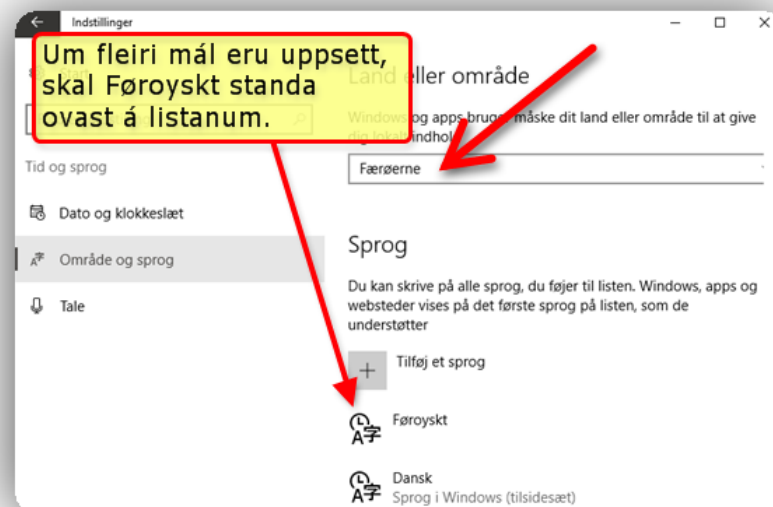 Indstillinger
Um fleiri mál eru uppsett,
skal Føroyskt standa
ovast á listanum.
Tid og sprog
Dato og klokkeslæt
Område og sprog
Tale
Land eller område
Windows og apps bruger måske dit land eller område til at give
dig lokalt indhold
Færøerne
Sprog
Du kan skrive på alle sprog, du føjer til listen. Windows, apps og
websteder vises på det første sprog på listen, som de
understøtter
Tilføj et sprog
Føroyskt
Dansk
Sprog i Windows (tilsidesæt)